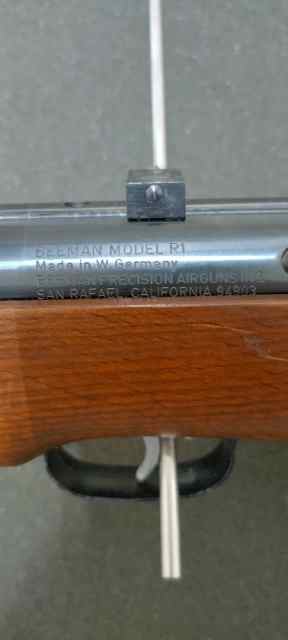 BEEMAN MODEL R1
Made in W. Germany
BEEMAN PRECISION AIRGUNS INC.
SAN RAFAEL, CALIFORNIA 94903